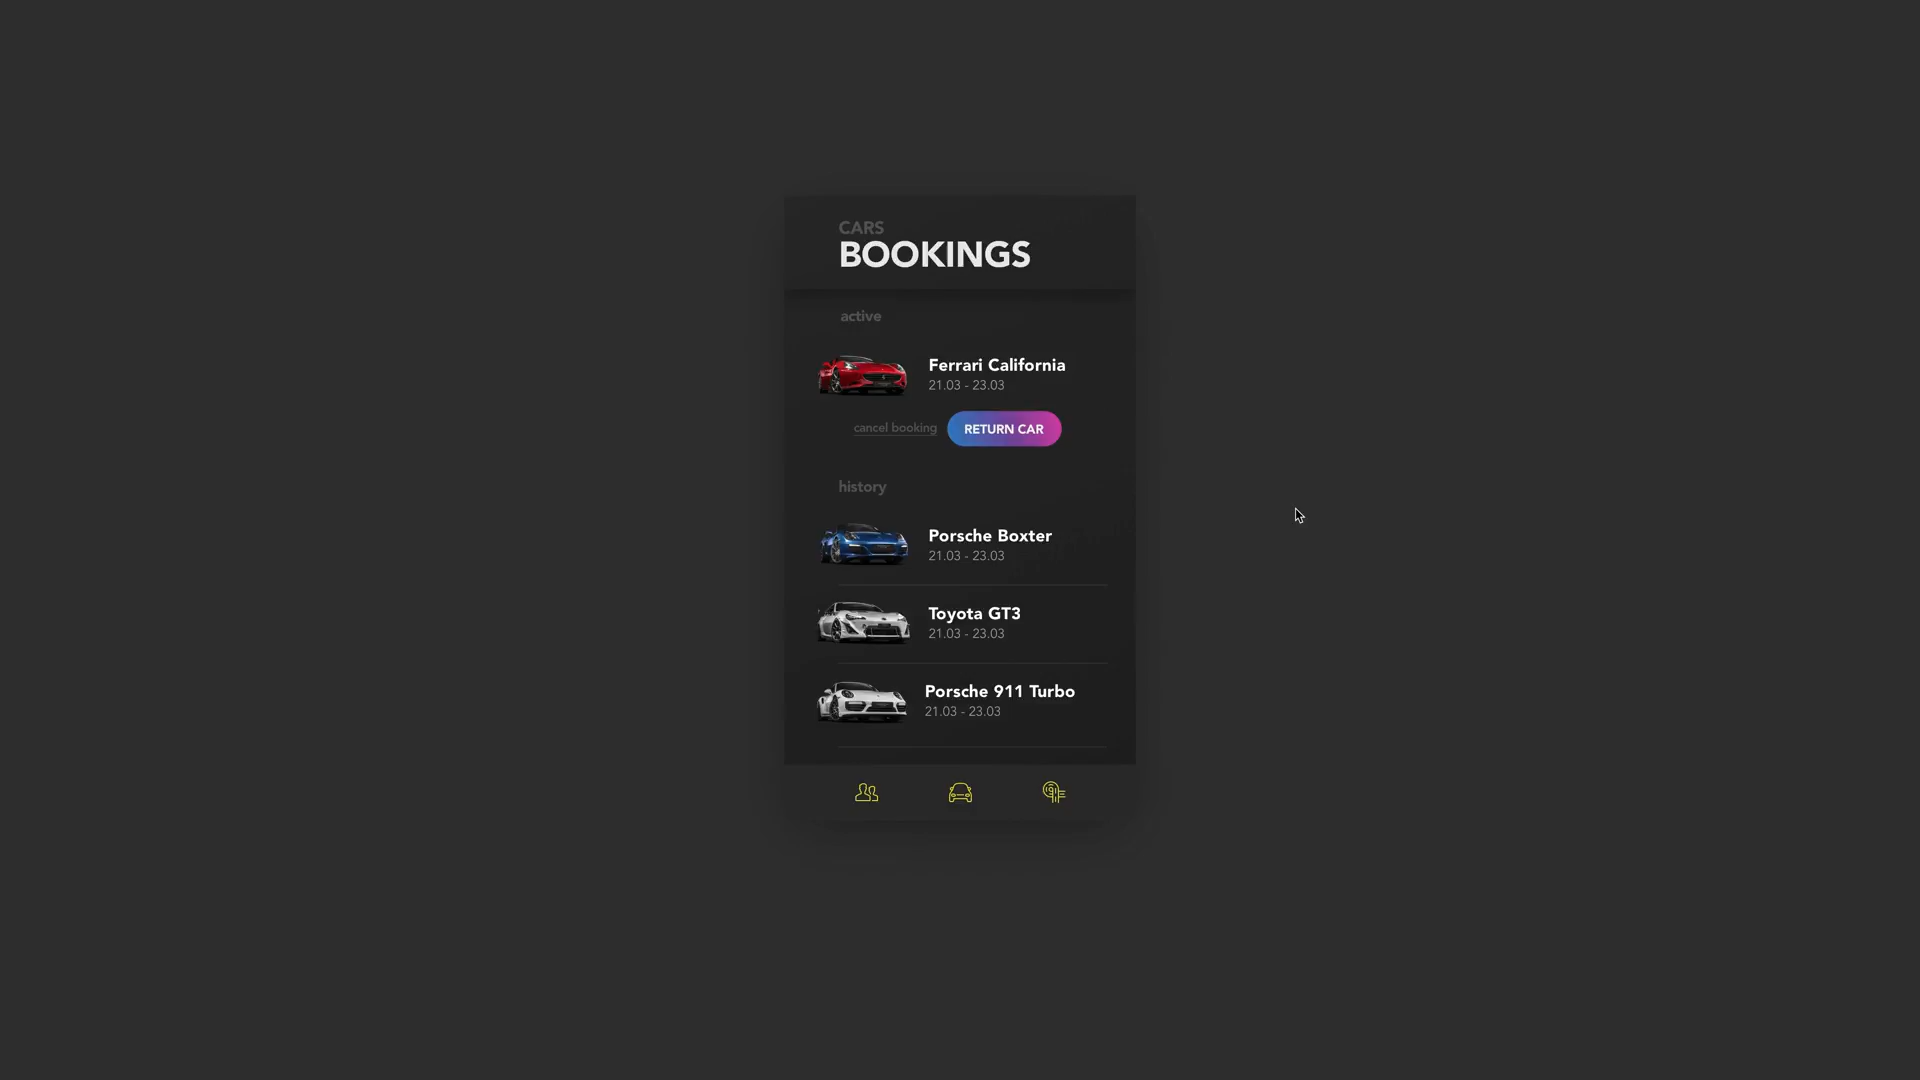 CARS
BOOKINGS
active
Ferrari California
21.03 - 23.03
cancel booking
RETURN CAR
history
Porsche Boxter
21.03 - 23.03
Toyota GT3
21.03 - 23.03
Porsche 911 Turbo
21.03 - 23.03